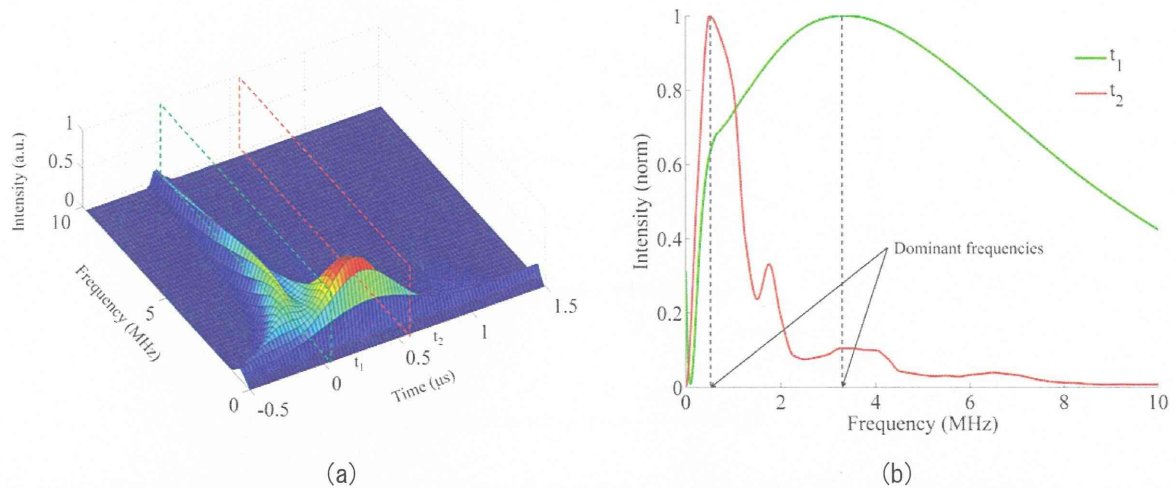 Intensity (a.u.)
1
0.5
0
10
5
0
Frequency (MHz)
-0.5
0
0.5
1
1.5
t1
t2
Time (μs)
(a)
Intensity (norm)
1
0.8
0.6
0.4
0.2
0
0
2
4
6
8
10
Frequency (MHz)
t1
t2
Dominant frequencies
(b)